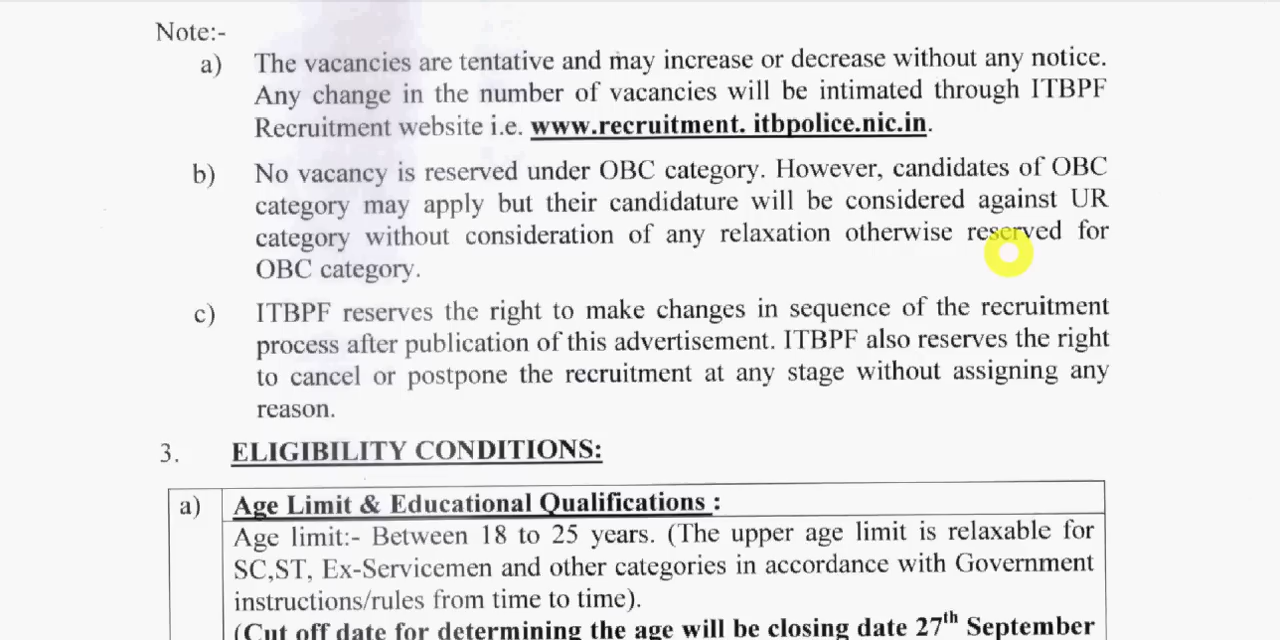 Note:-
a) The vacancies are tentative and may increase or decrease without any notice.
Any change in the number of vacancies will be intimated through ITBPF
Recruitment website i.e. www.recruitment. itbpolice.nic.in.
b) No vacancy is reserved under OBC category. However, candidates of OBC
category may apply but their candidature will be considered against UR
category without consideration of any relaxation otherwise reserved for
OBC category.
c) ITBPF reserves the right to make changes in sequence of the recruitment
process after publication of this advertisement. ITBPF also reserves the right
to cancel or postpone the recruitment at any stage without assigning any
reason.
3. ELIGIBILITY CONDITIONS:
a) Age Limit & Educational Qualifications :
Age limit:- Between 18 to 25 years. (The upper age limit is relaxable for
SC,ST, Ex-Servicemen and other categories in accordance with Government
instructions/rules from time to time).
(Cut off date for determining the age will be closing date 27th September